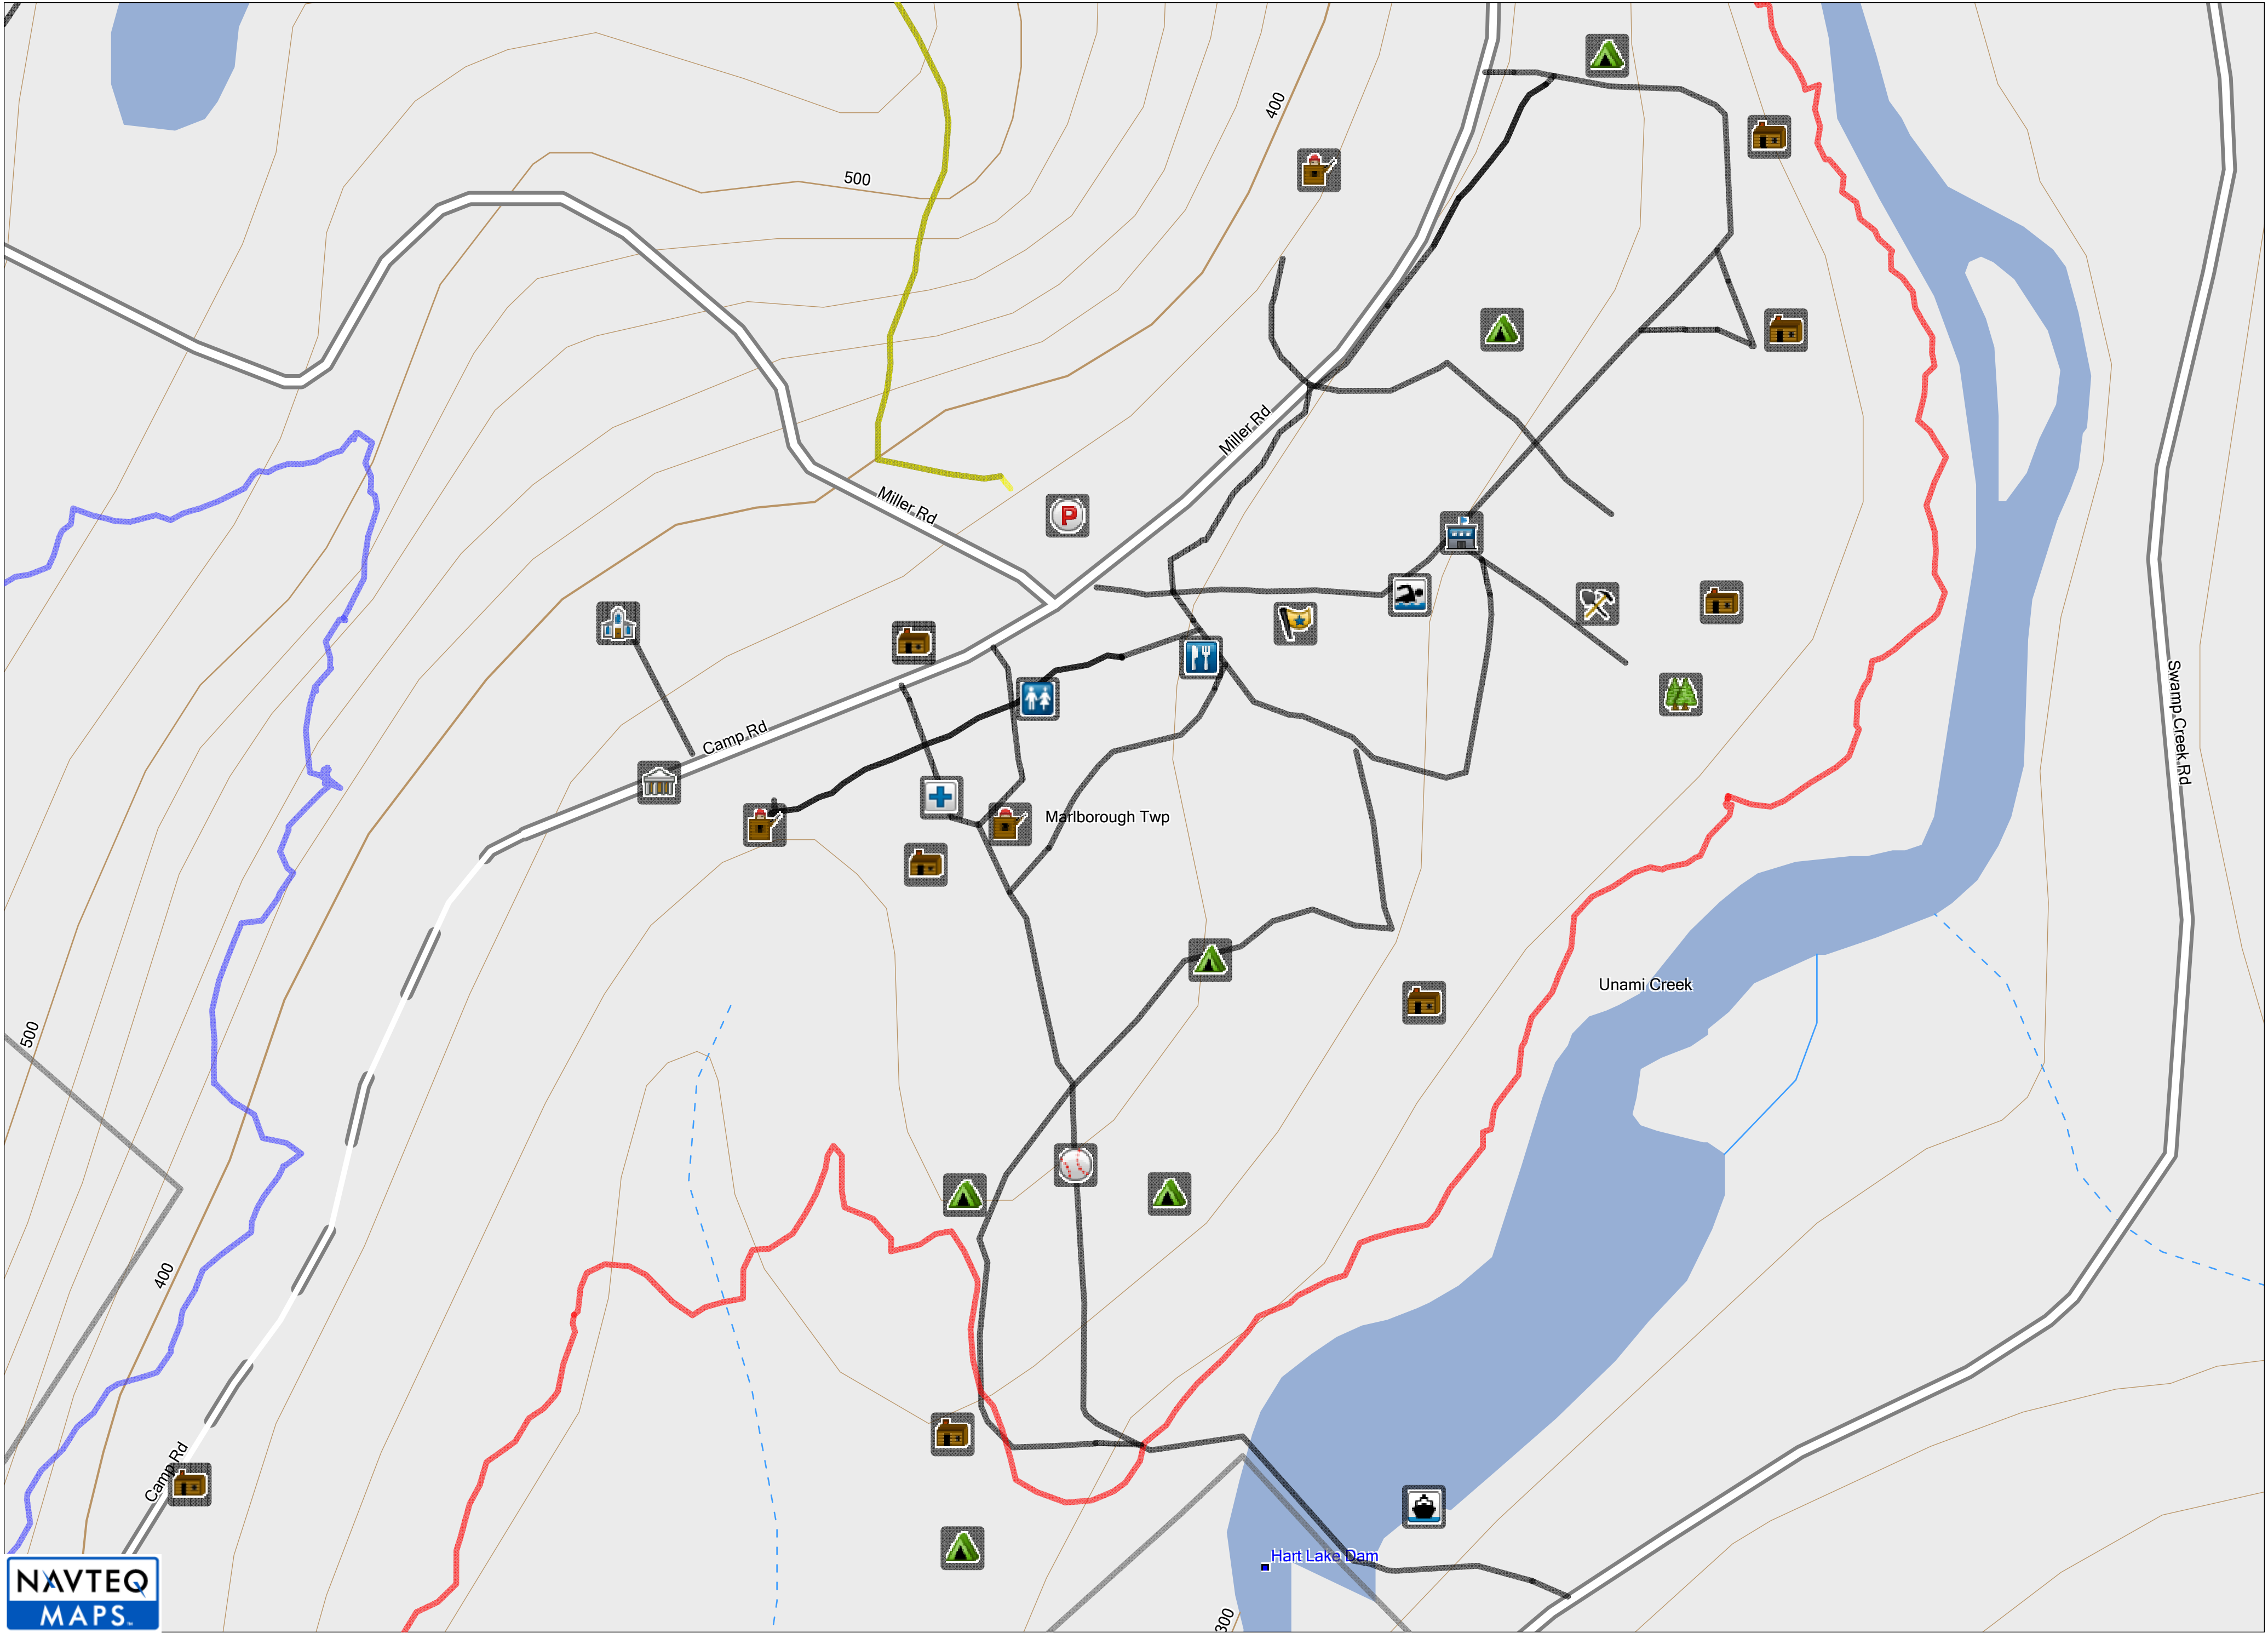 400
500
Miller Rd
Miller Rd
P
Swamp Creek Rd
Camp Rd
Marlborough Twp
Unami Creek
500
400
Camp Rd
Hart Lake Dam
300
NAVTEQ
MAPS™